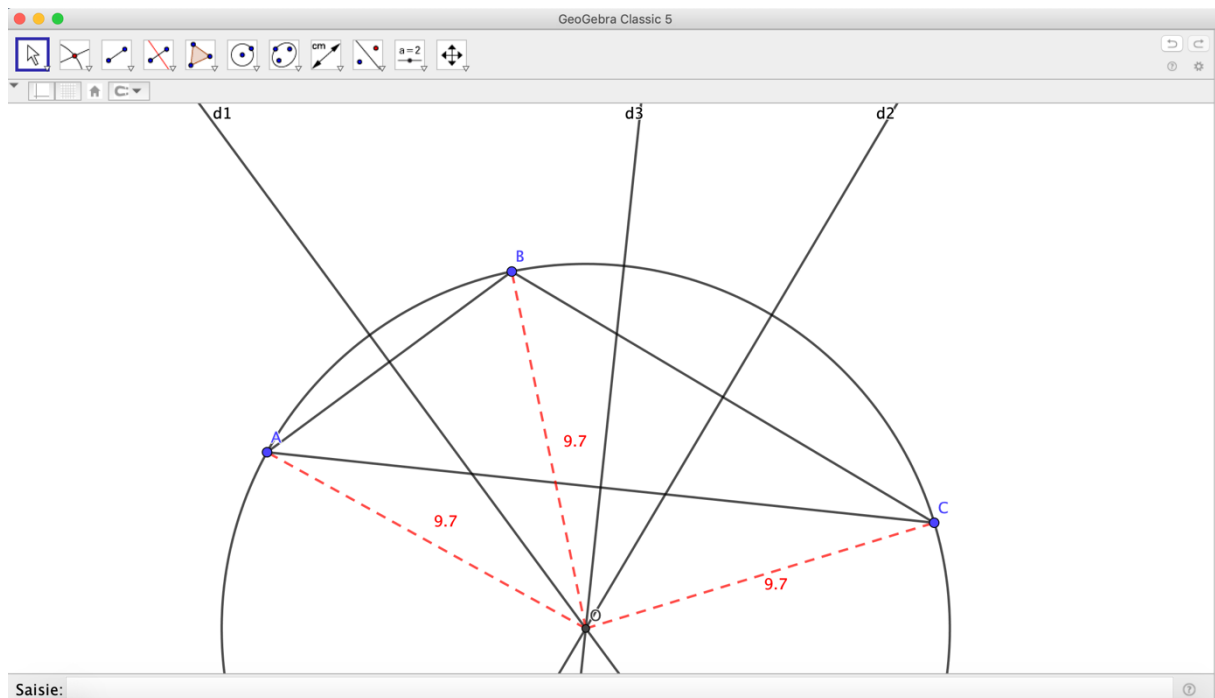 GeoGebra Classic 5
cm
a=2
d1
d3
d2
B
A
9.7
9.7
C
9.7
O
Saisie: